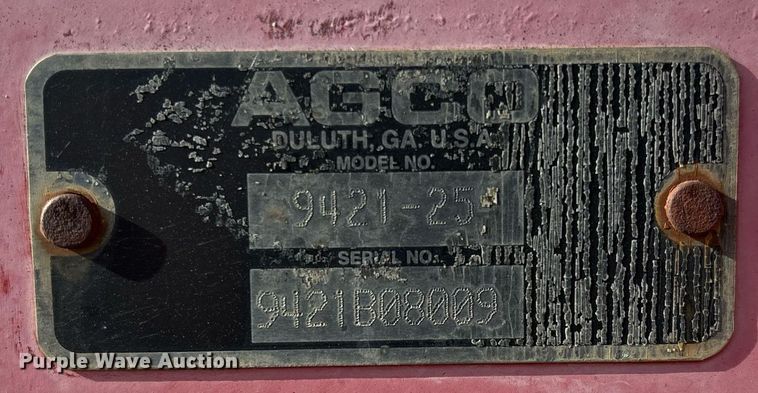 AGCO
DULUTH, GA. U.S.A.
MODEL NO.
9421-25
SERIAL NO.
9421B08009
Purple Wave Auction